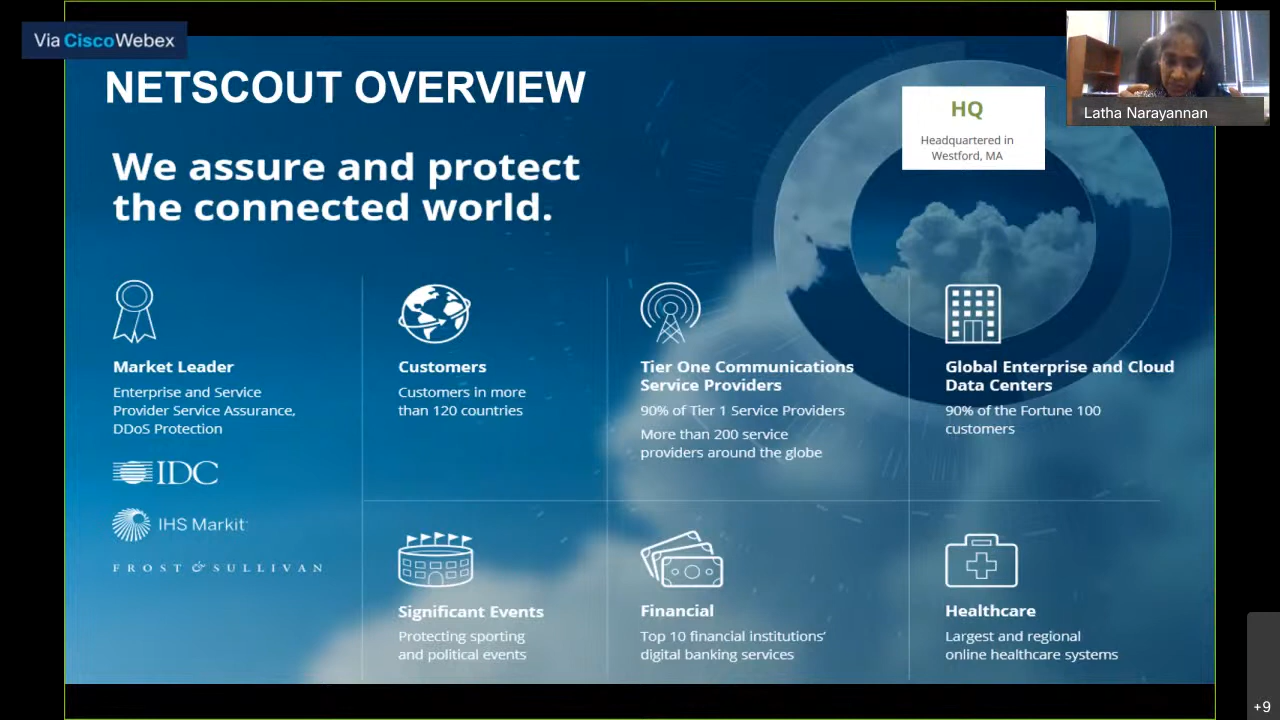 Via Cisco Webex
NETSCOUT OVERVIEW
We assure and protect
the connected world.
HQ
Headquartered in
Westford, MA
Latha Narayannan
Market Leader
Enterprise and Service
Provider Service Assurance,
DDoS Protection
IDC
IHS Markit
FROST & SULLIVAN
Customers
Customers in more
than 120 countries
Tier One Communications
Service Providers
90% of Tier 1 Service Providers
More than 200 service
providers around the globe
Global Enterprise and Cloud
Data Centers
90% of the Fortune 100
customers
Significant Events
Protecting sporting
and political events
Financial
Top 10 financial institutions’
digital banking services
Healthcare
Largest and regional
online healthcare systems
+9